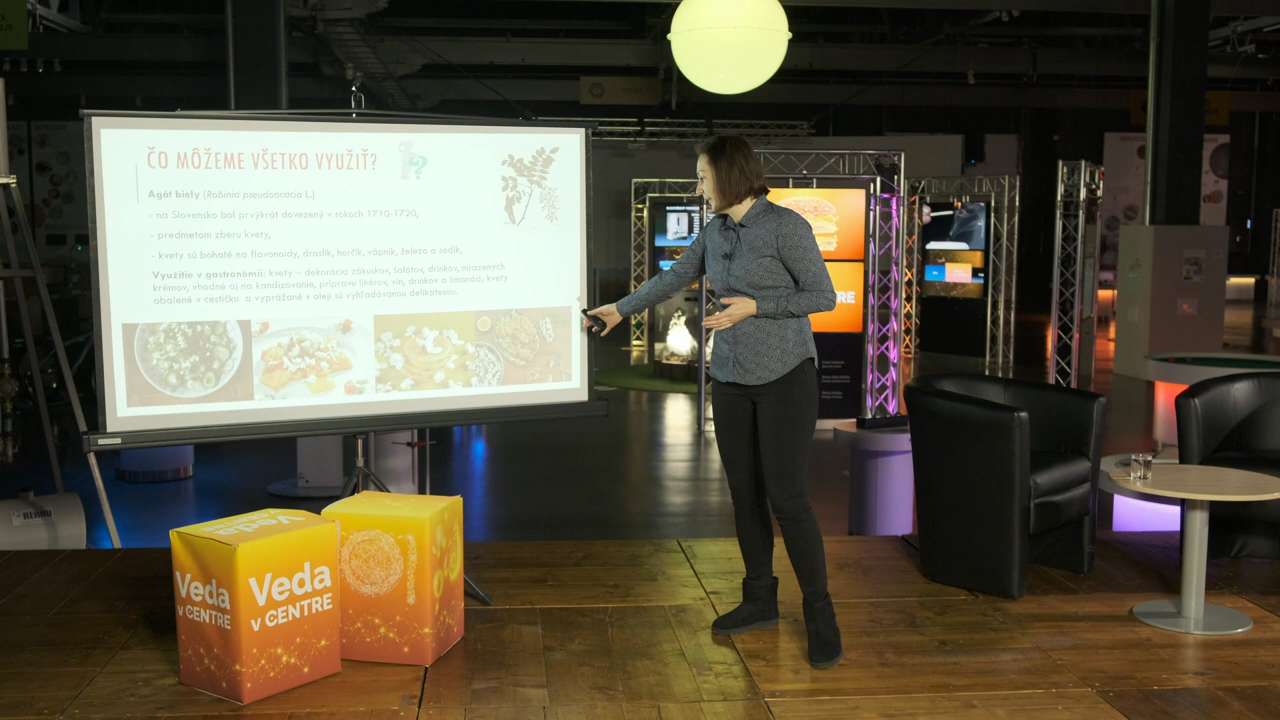 ČO MÔŽEME VŠETKO VYUŽIŤ?
Agát biely (Robinia pseudoacacia L.)
- na Slovensko bol prvýkrát dovezený v rokoch 1710-1720,
- predmetom zberu kvety,
- kvety sú bohaté na flavonoidy, draslík, horčík, vápnik, železo a sodík,
Využitie v gastronómii: kvety – dekorácia zákuskov, šalátov, drinkov, mrazených
krémov, vhodné aj na kandizovanie, prípravu likérov, vín, drinkov a limonád; kvety
obalené v cestíčku a vyprážané v oleji sú vyhľadávanou delikatesou.
Veda
v CENTRE
Veda
v CENTRE
Veda
REHAU